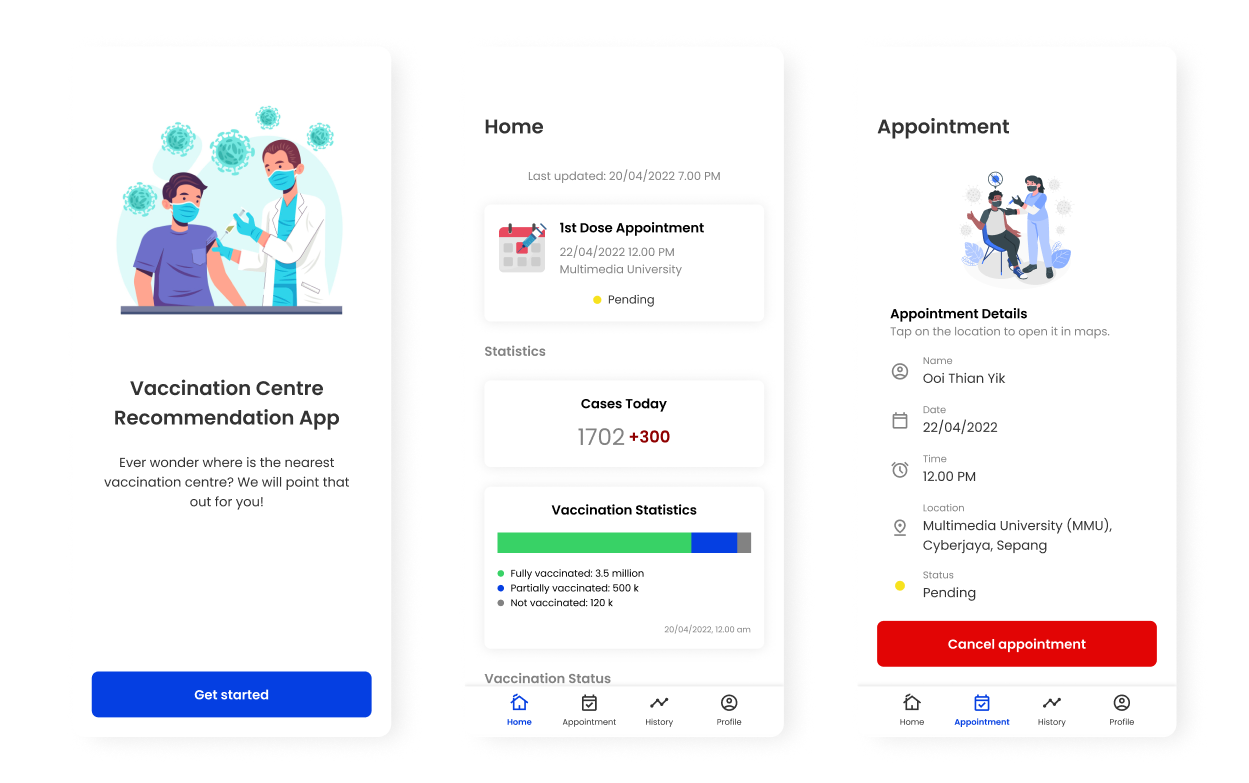 Vaccination Centre
Recommendation App
Ever wonder where is the nearest
vaccination centre? We will point that
out for you!
Get started
Home
Last updated: 20/04/2022 7.00 PM
1st Dose Appointment
22/04/2022 12.00 PM
Multimedia University
Pending
Statistics
Cases Today
1702 +300
Vaccination Statistics
Fully vaccinated: 3.5 million
Partially vaccinated: 500 k
Not vaccinated: 120 k
20/04/2022, 12.00 am
Vaccination Status
Home Appointment History Profile
Appointment
Appointment Details
Tap on the location to open it in maps.
Name
Ooi Thian Yik
Date
22/04/2022
Time
12.00 PM
Location
Multimedia University (MMU),
Cyberjaya, Sepang
Status
Pending
Cancel appointment
Home Appointment History Profile